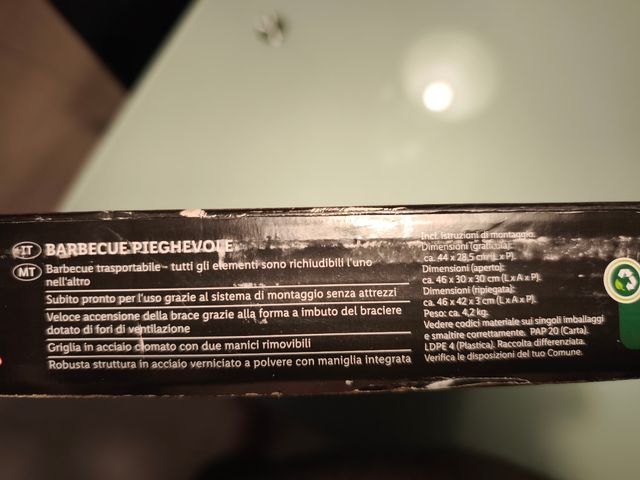 IT BARBECUE PIEGHEVOLE
MT Barbecue trasportabile - tutti gli elementi sono richiudibili l'uno
nell'altro
Subito pronto per l'uso grazie al sistema di montaggio senza attrezzi
Veloce accensione della brace grazie alla forma a imbuto del braciere
dotato di fori di ventilazione
Griglia in acciaio cromato con due manici rimovibili
Robusta struttura in acciaio verniciato a polvere con maniglia integrata
Incl. istruzioni di montaggio.
Dimensioni (graticola):
ca. 44 x 28,5 cm (L x P).
Dimensioni (aperto):
ca. 46 x 30 x 30 cm (L x A x P).
Dimensioni (ripiegata):
ca. 46 x 42 x 3 cm (L x A x P).
Peso: ca. 4,2 kg.
Vedere codici materiale sui singoli imballaggi
e smaltire correttamente. PAP 20 (Carta).
LDPE 4 (Plastica). Raccolta differenziata.
Verifica le disposizioni del tuo Comune.